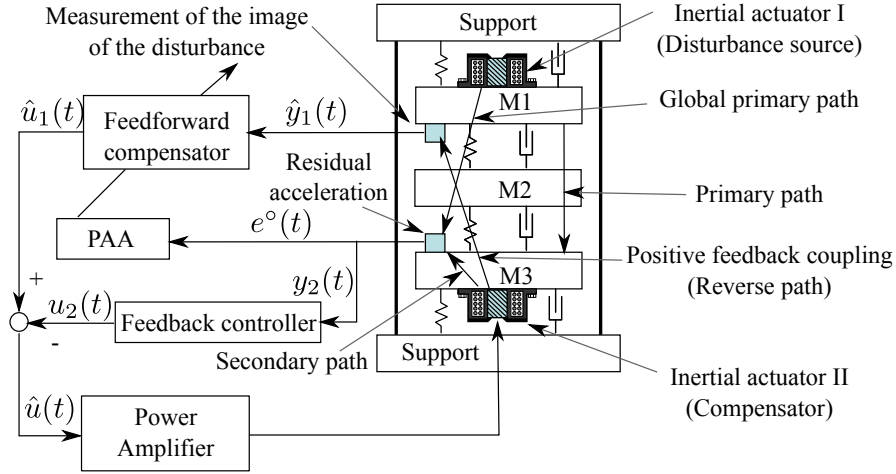 Measurement of the image
of the disturbance
Support
Inertial actuator I
(Disturbance source)
û₁(t)
Feedforward
compensator
ŷ₁(t)
M1
Global primary path
Residual
acceleration
M2
Primary path
PAA
e°(t)
M3
Positive feedback coupling
(Reverse path)
+
u₂(t)
Feedback controller
y₂(t)
-
Secondary path
Support
Inertial actuator II
(Compensator)
û(t)
Power
Amplifier